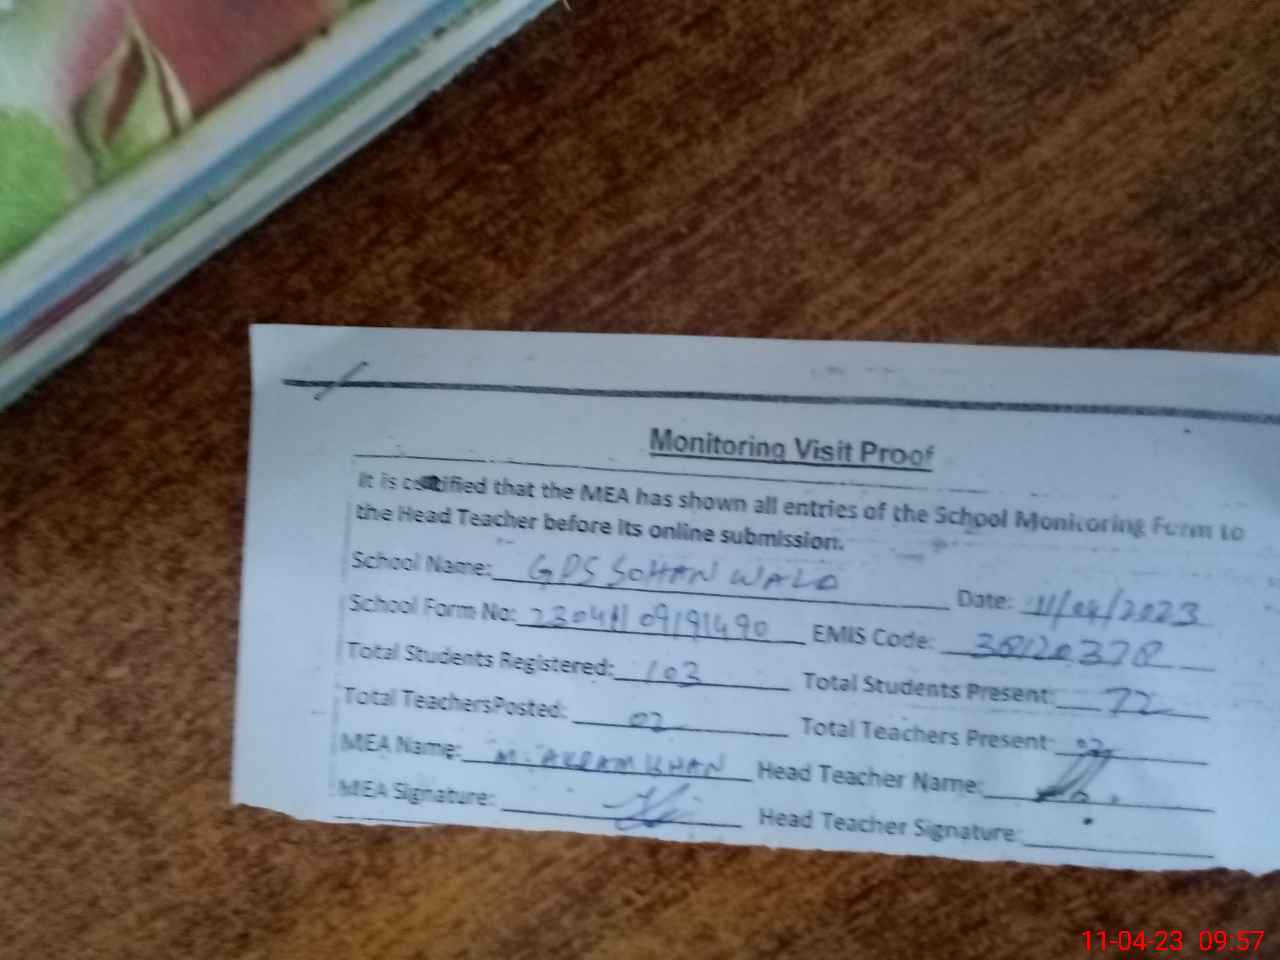 Monitoring Visit Proof
It is certified that the MEA has shown all entries of the School Monitoring Form to
the Head Teacher before its online submission.
School Name: GPS SOHAN WALA Date: 11/04/2023
School Form No: 23041109191490 EMIS Code: 38120378
Total Students Registered: 103 Total Students Present: 72
Total TeachersPosted: 02 Total Teachers Present: 02
MEA Name: M. AKRAM KHAN Head Teacher Name:
MEA Signature: Head Teacher Signature:
11-04-23 09:57